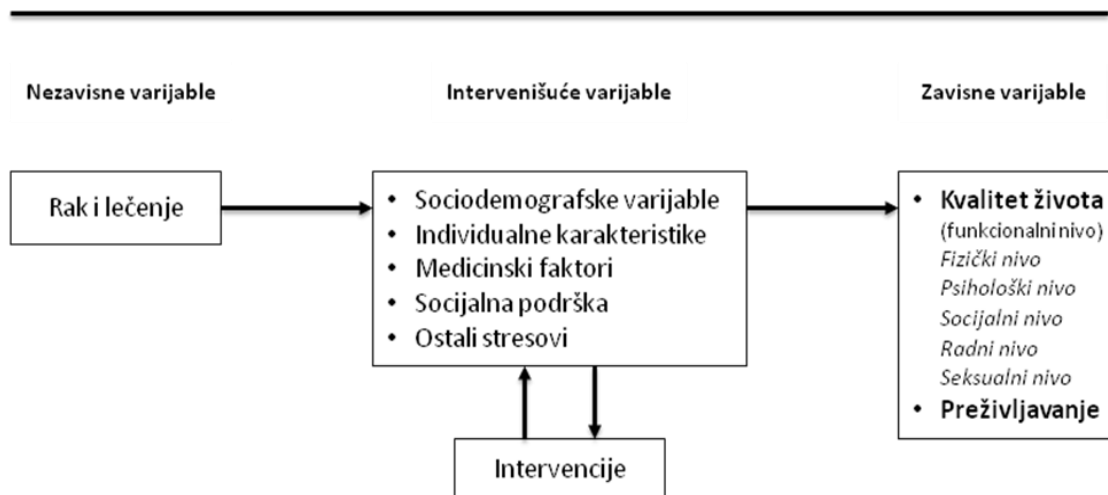 Nezavisne varijable
Intervenišuće varijable
Zavisne varijable
Rak i lečenje
• Sociodemografske varijable
• Individualne karakteristike
• Medicinski faktori
• Socijalna podrška
• Ostali stresovi
• Kvalitet života
(funkcionalni nivo)
Fizički nivo
Psihološki nivo
Socijalni nivo
Radni nivo
Seksualni nivo
• Preživljavanje
Intervencije